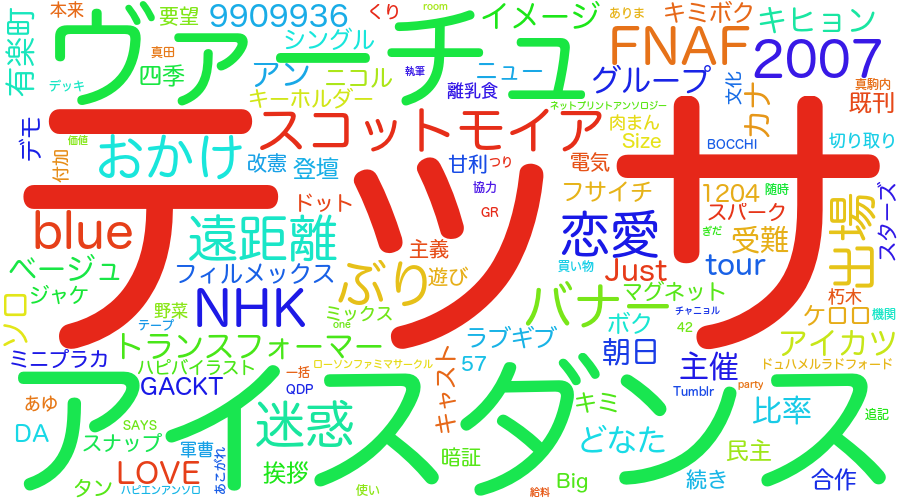 本来
要望
9909936
くり
room
イメージ
ありま
キミボク
キヒョン
有楽町
デッキ
ヴァーチュ
真田
四季
シングル
アン
ニコル
執筆
ニュー
FNAF
2007
グループ
文化
真駒内
キーホルダー
離乳食
ネットプリントアンソロジー
カナ
既刊
デモ
価値
テッサ
スコットモイア
肉まん
Size
BOCCHI
切り取り
付加
おかけ
改憲
登壇
甘利
つり
電気
協力
フサイチ
1204
随時
スターズ
blue
遠距離
ドット
GR
恋愛
スパーク
ぎだ
受難
出場
主義
ベージュ
フィルメックス
ぶり
遊び
買い物
Just
tour
ジャケ
NHK
ミックス
バナー
マグネット
朽木
ソロ
野菜
テープ
one
チャニョル
ボク
42
ケロロ
機関
ミニプラカ
トランスフォーマー
ラブギブ
朝日
アイカツ
ハピバイラスト
一括
ローソンファミマサークル
57
主催
ドュハメルラドフォード
アイスダンス
GACKT
QDP
キャスト
Tumblr
party
あゆ
キミ
比率
追記
DA
SAYS
迷惑
スナップ
軍曹
あこがれ
どなた
民主
LOVE
挨拶
暗証
タン
ハピエンアンソロ
使い
給料
Big
続き
合作